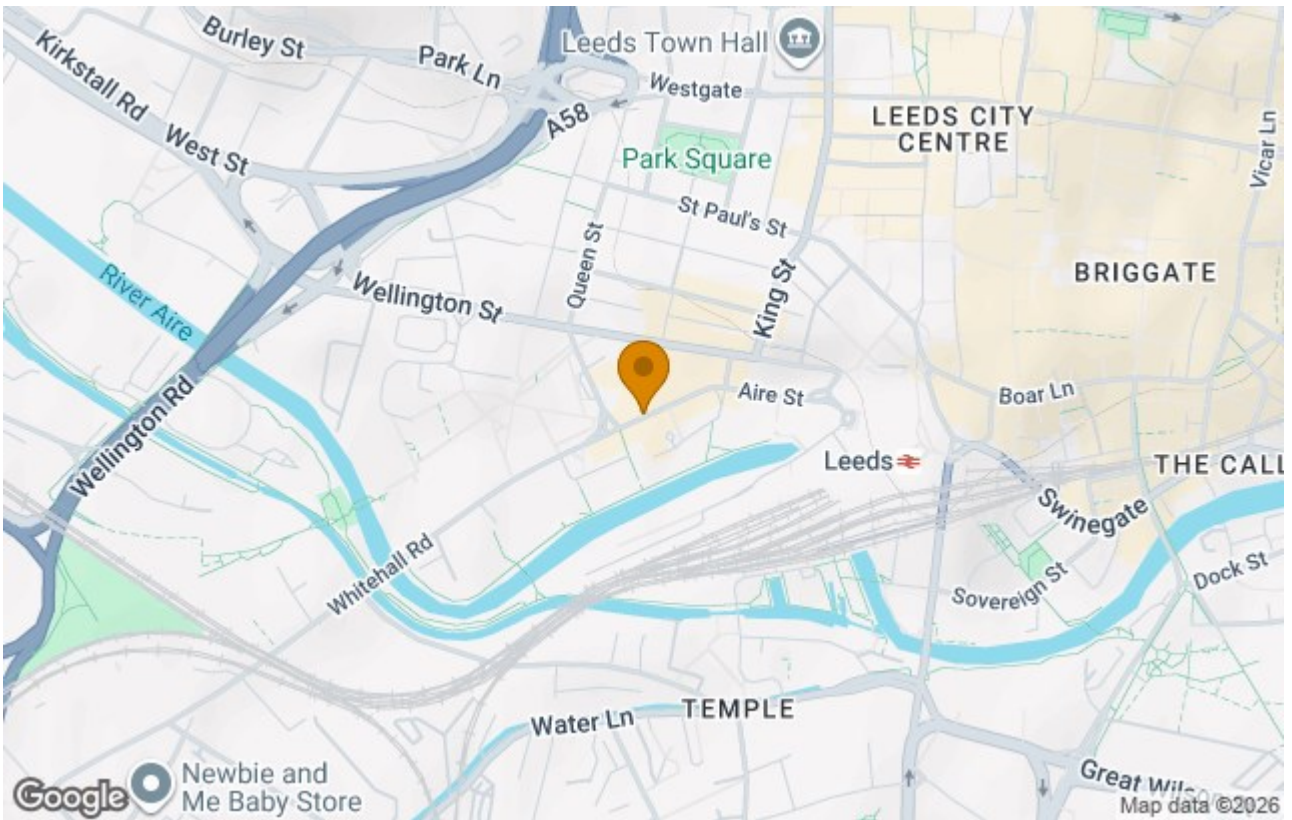 Burley St
Kirkstall Rd
Park Ln
Leeds Town Hall
Westgate
A58
West St
LEEDS CITY
CENTRE
Vicar Ln
Park Square
St Paul's St
Queen St
River Aire
Wellington St
King St
BRIGGATE
Wellington Rd
Aire St
Boar Ln
Leeds
THE CALL
Swinegate
Whitehall Rd
Sovereign St
Dock St
Water Ln
TEMPLE
Newbie and
Me Baby Store
Great Wilson
Google
Map data ©2026